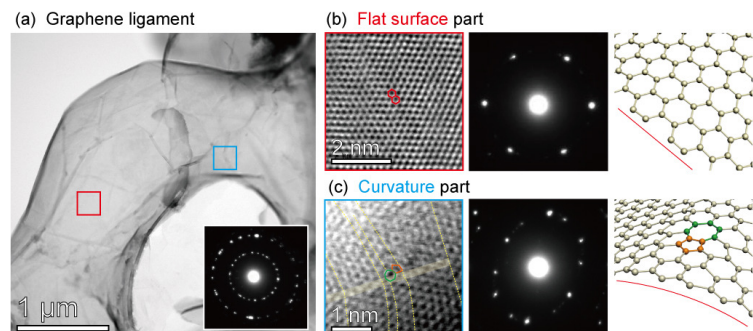 (a) Graphene ligament
1 μm
(b) Flat surface part
2 nm
(c) Curvature part
1 nm